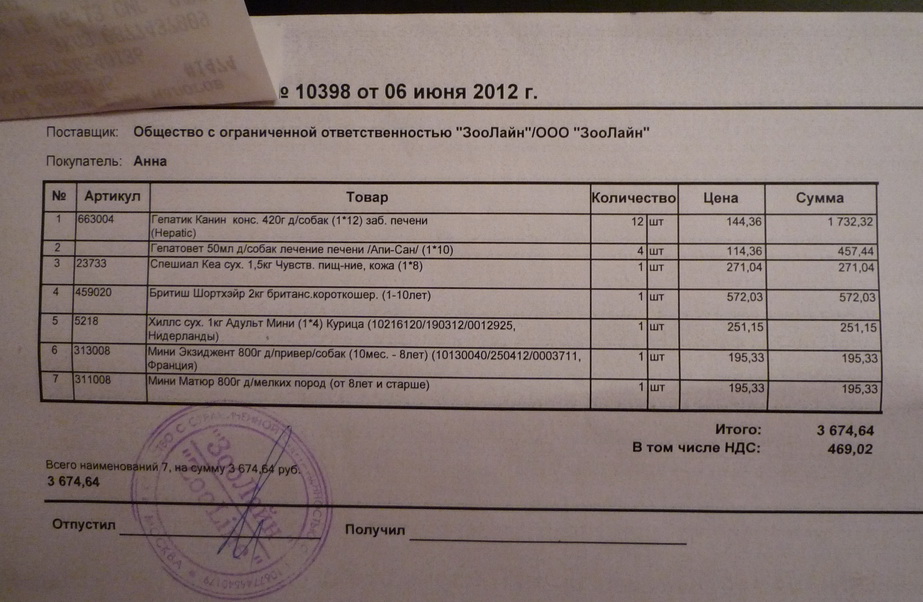 № 10398 от 06 июня 2012 г.
Поставщик: Общество с ограниченной ответственностью "ЗооЛайн"/ООО "ЗооЛайн"
Покупатель: Анна
№ Артикул Товар Количество Цена Сумма
1 663004 Гепатик Канин конс. 420г д/собак (1*12) заб. печени 12 шт 144,36 1 732,32
(Hepatic)
2 Гепатовет 50мл д/собак лечение печени /Апи-Сан/ (1*10) 4 шт 114,36 457,44
3 23733 Спешиал Кеа сух. 1,5кг Чувств. пищ-ние, кожа (1*8) 1 шт 271,04 271,04
4 459020 Бритиш Шортхэйр 2кг британс.короткошер. (1-10лет) 1 шт 572,03 572,03
5 5218 Хиллс сух. 1кг Адульт Мини (1*4) Курица (10216120/190312/0012925, 1 шт 251,15 251,15
Нидерланды)
6 313008 Мини Экзиджент 800г д/привер/собак (10мес. - 8лет) (10130040/250412/0003711, 1 шт 195,33 195,33
Франция)
7 311008 Мини Матюр 800г д/мелких пород (от 8лет и старше) 1 шт 195,33 195,33
Итого: 3 674,64
В том числе НДС: 469,02
Всего наименований 7, на сумму 3 674,64 руб.
3 674,64
Отпустил
Получил
"ЗооЛайн"
МОСКВА